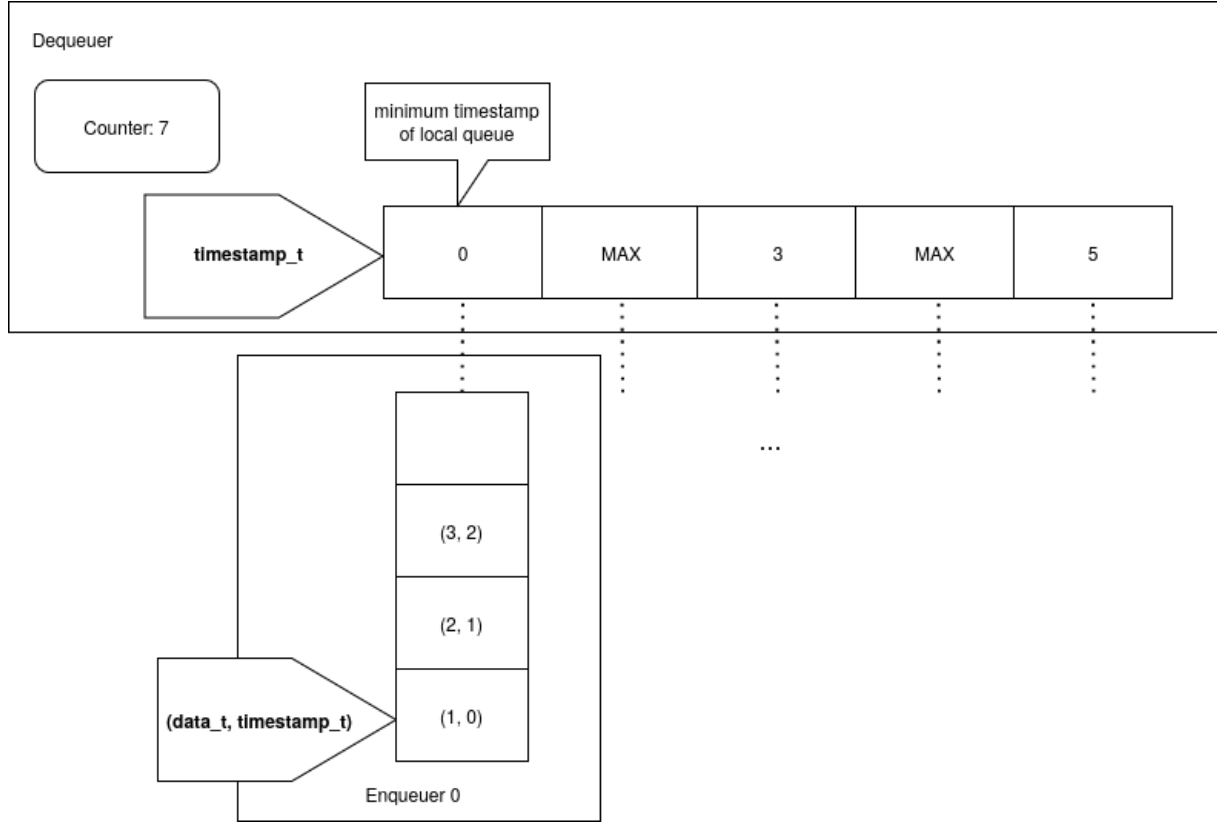 Dequeuer
Counter: 7
minimum timestamp
of local queue
timestamp_t
0
MAX
3
MAX
5
...
(3, 2)
(2, 1)
(data_t, timestamp_t)
(1, 0)
Enqueuer 0